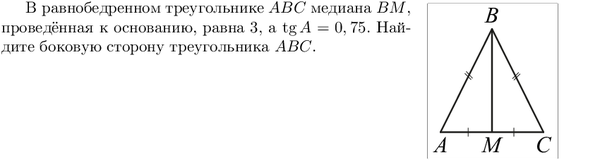 В равнобедренном треугольнике ABC медиана BM,
проведённая к основанию, равна 3, а tg A = 0, 75. Най-
дите боковую сторону треугольника ABC.
B
A M C